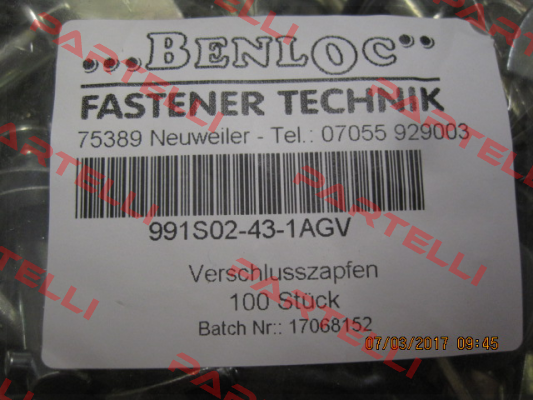 ...BENLOC..
FASTENER TECHNIK
75389 Neuweiler - Tel.: 07055 929003
991S02-43-1AGV
Verschlusszapfen
100 Stück
Batch Nr:: 17068152
07/03/2017 09:45
PARTELLI
PARTELLI
PARTELLI
PARTELLI